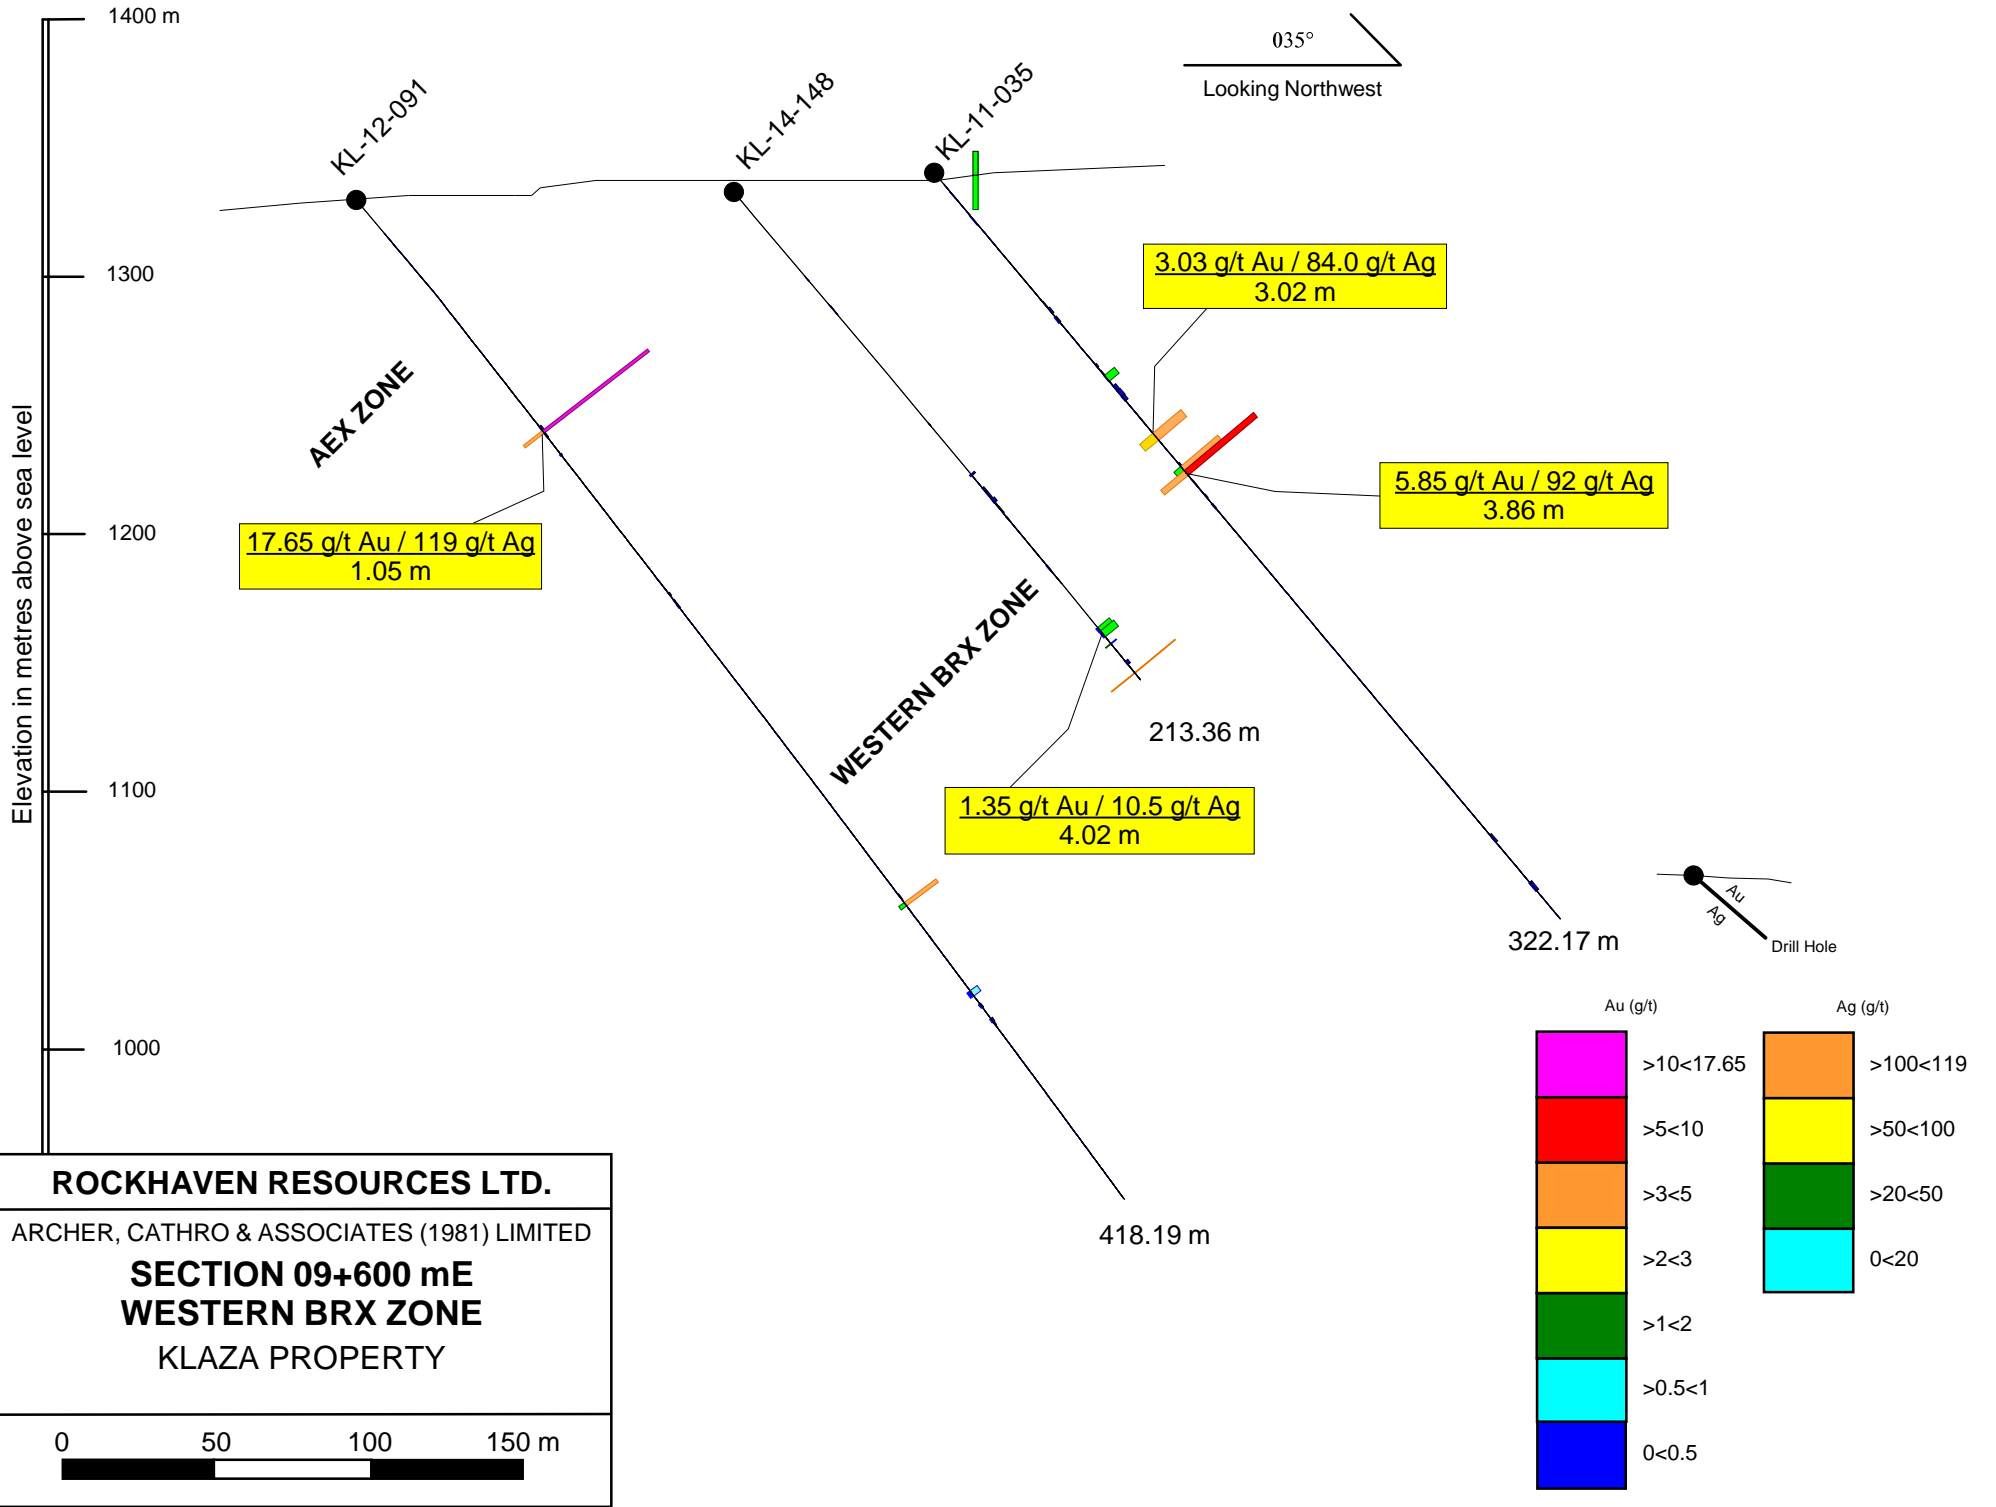 1400 m
035°
Looking Northwest
KL-12-091
KL-14-148
KL-11-035
1300
3.03 g/t Au / 84.0 g/t Ag
3.02 m
AEX ZONE
Elevation in metres above sea level
5.85 g/t Au / 92 g/t Ag
3.86 m
1200
17.65 g/t Au / 119 g/t Ag
1.05 m
WESTERN BRX ZONE
213.36 m
1100
1.35 g/t Au / 10.5 g/t Ag
4.02 m
Au
Ag
Drill Hole
322.17 m
1000
418.19 m
Au (g/t)
>10<17.65
>5<10
>3<5
>2<3
>1<2
>0.5<1
0<0.5
Ag (g/t)
>100<119
>50<100
>20<50
0<20
ROCKHAVEN RESOURCES LTD.
ARCHER, CATHRO & ASSOCIATES (1981) LIMITED
SECTION 09+600 mE
WESTERN BRX ZONE
KLAZA PROPERTY
0 50 100 150 m